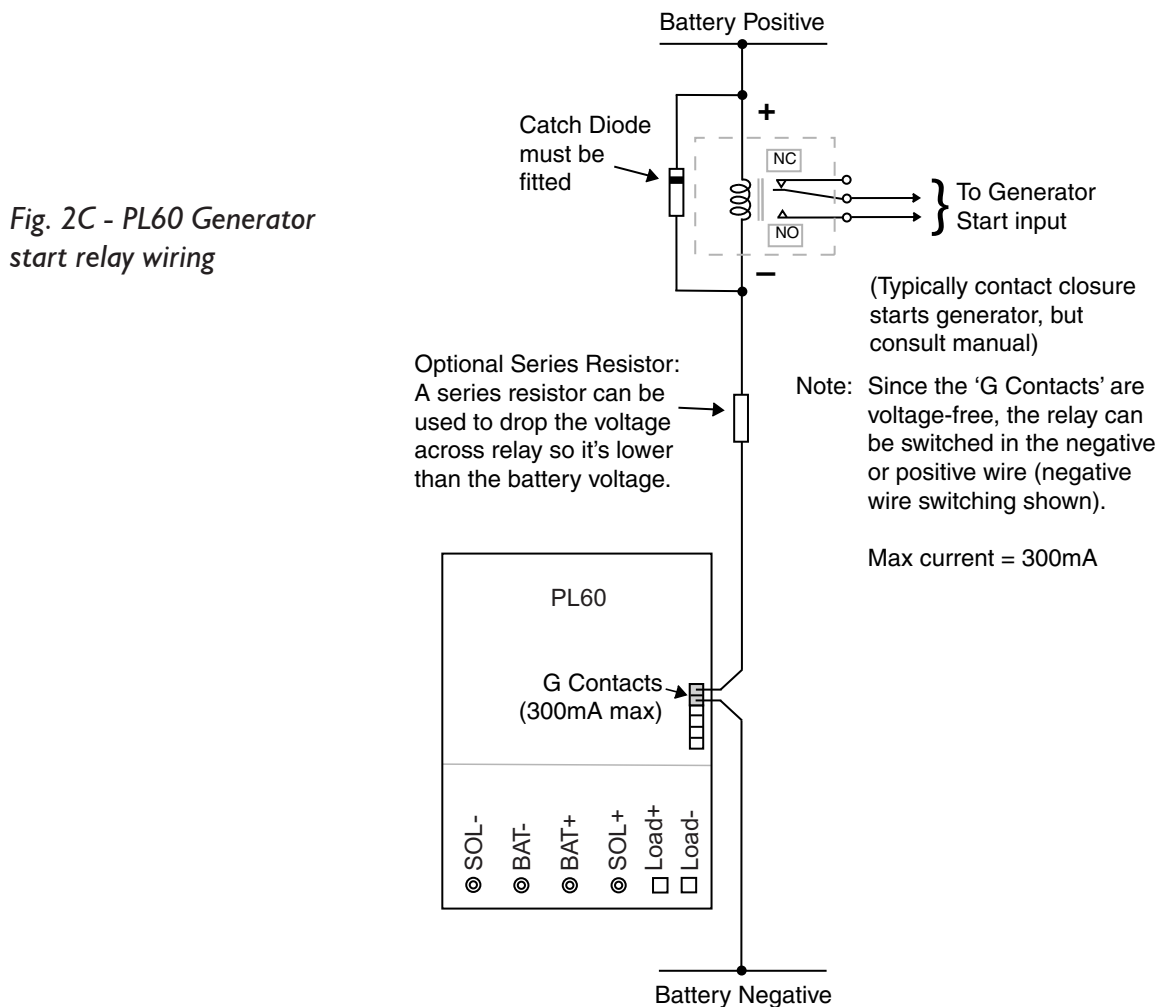 Battery Positive
Catch Diode
must be
fitted
+
NC
NO
–
} To Generator
Start input
Fig. 2C - PL60 Generator
start relay wiring
(Typically contact closure
starts generator, but
consult manual)
Optional Series Resistor:
A series resistor can be
used to drop the voltage
across relay so it's lower
than the battery voltage.
Note: Since the ‘G Contacts’ are
voltage-free, the relay can
be switched in the negative
or positive wire (negative
wire switching shown).
Max current = 300mA
PL60
G Contacts
(300mA max)
SOL-
BAT-
BAT+
SOL+
Load+
Load-
Battery Negative